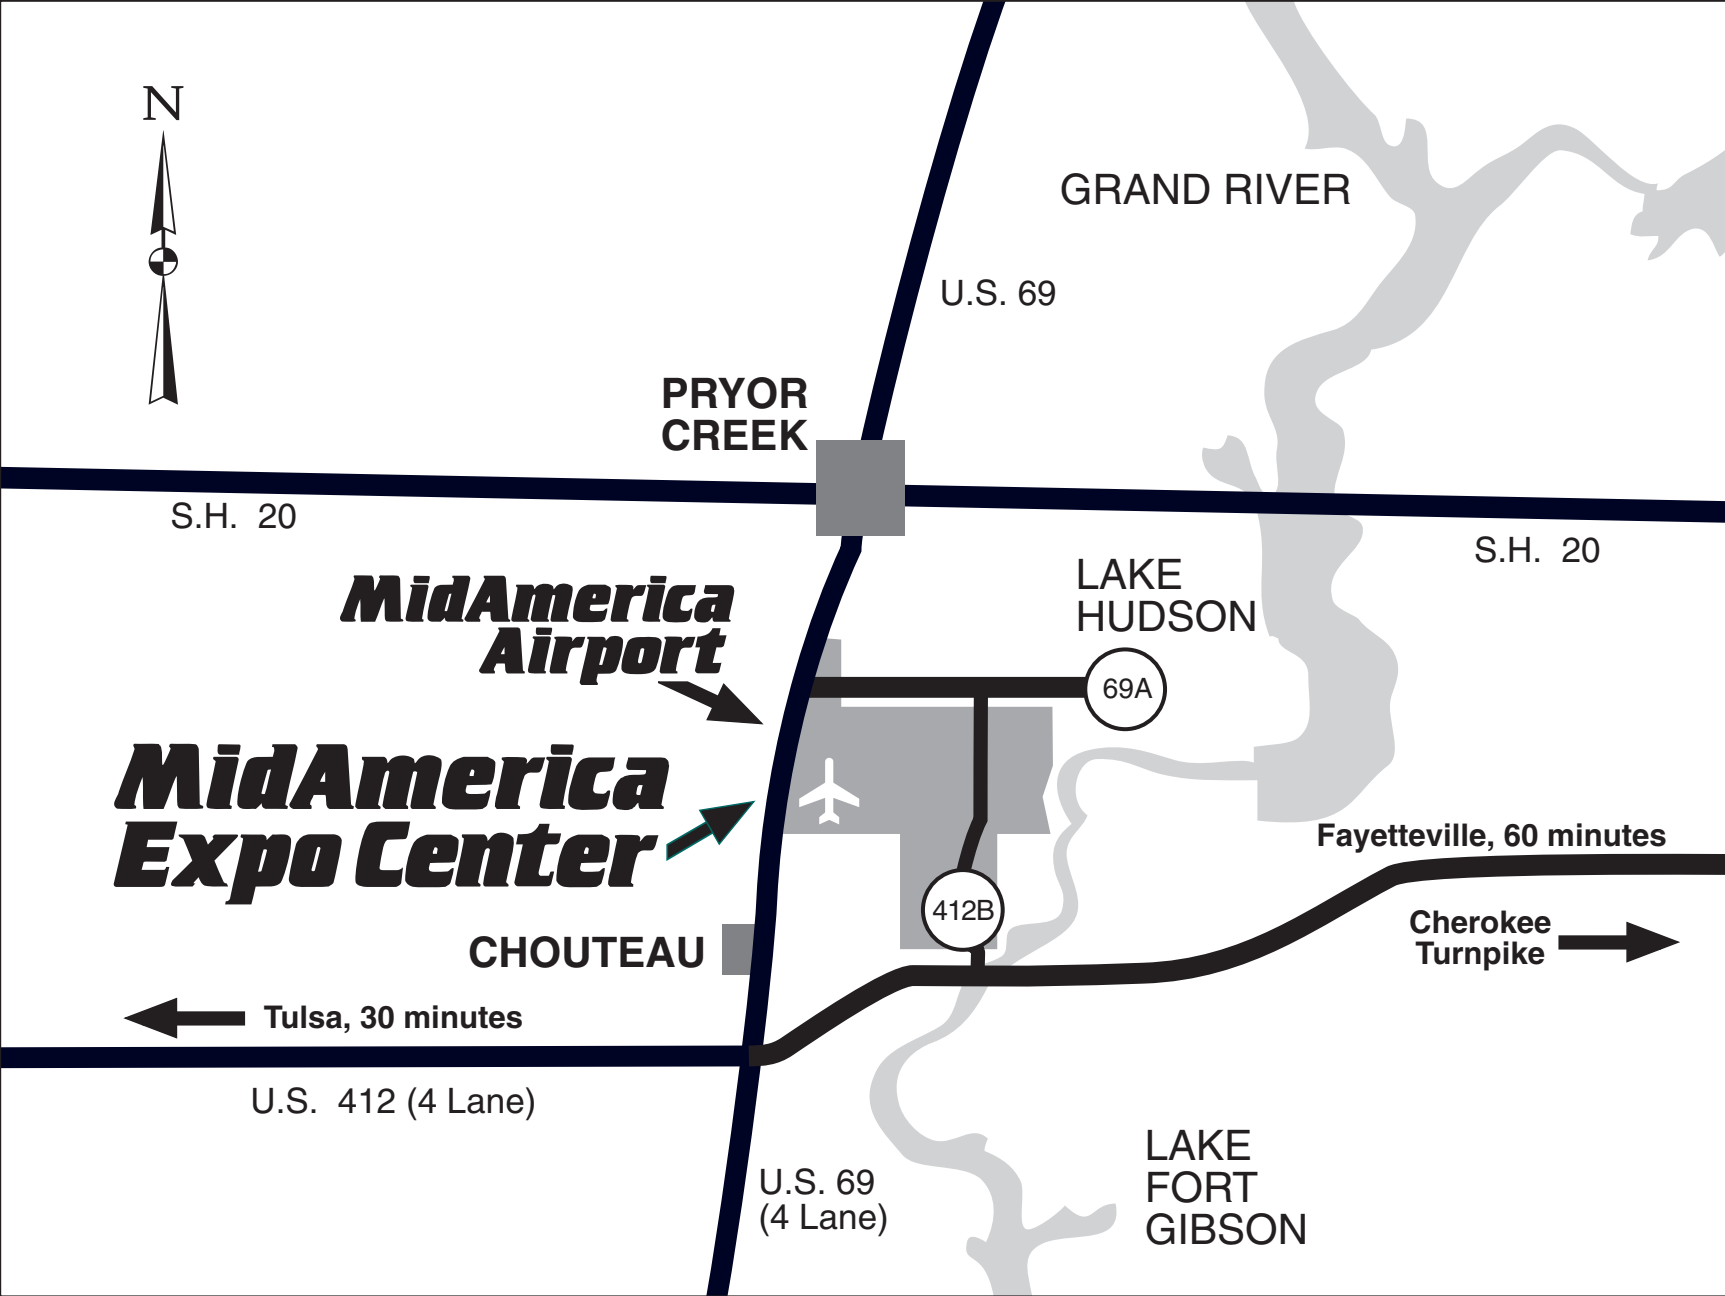 N
GRAND RIVER
U.S. 69
PRYOR
CREEK
S.H. 20
S.H. 20
MidAmerica
Airport
LAKE
HUDSON
69A
MidAmerica
Expo Center
Fayetteville, 60 minutes
412B
Cherokee
Turnpike
CHOUTEAU
Tulsa, 30 minutes
U.S. 412 (4 Lane)
U.S. 69
(4 Lane)
LAKE
FORT
GIBSON